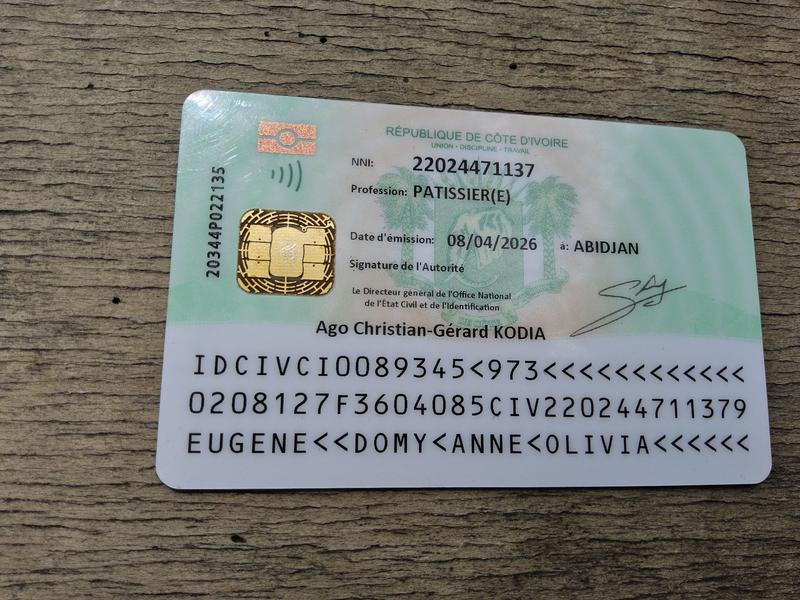 RÉPUBLIQUE DE CÔTE D'IVOIRE
UNION - DISCIPLINE - TRAVAIL
NNI: 22024471137
Profession: PATISSIER(E)
20344P022135
Date d'émission: 08/04/2026 à: ABIDJAN
Signature de l'Autorité
Le Directeur général de l'Office National
de l'État Civil et de l'Identification
Ago Christian-Gérard KODIA
IDCIVCI0089345<973<<<<<<<<<<<<
0208127F3604085CIV220244711379
EUGENE<<DOMY<ANNE<OLIVIA<<<<<<